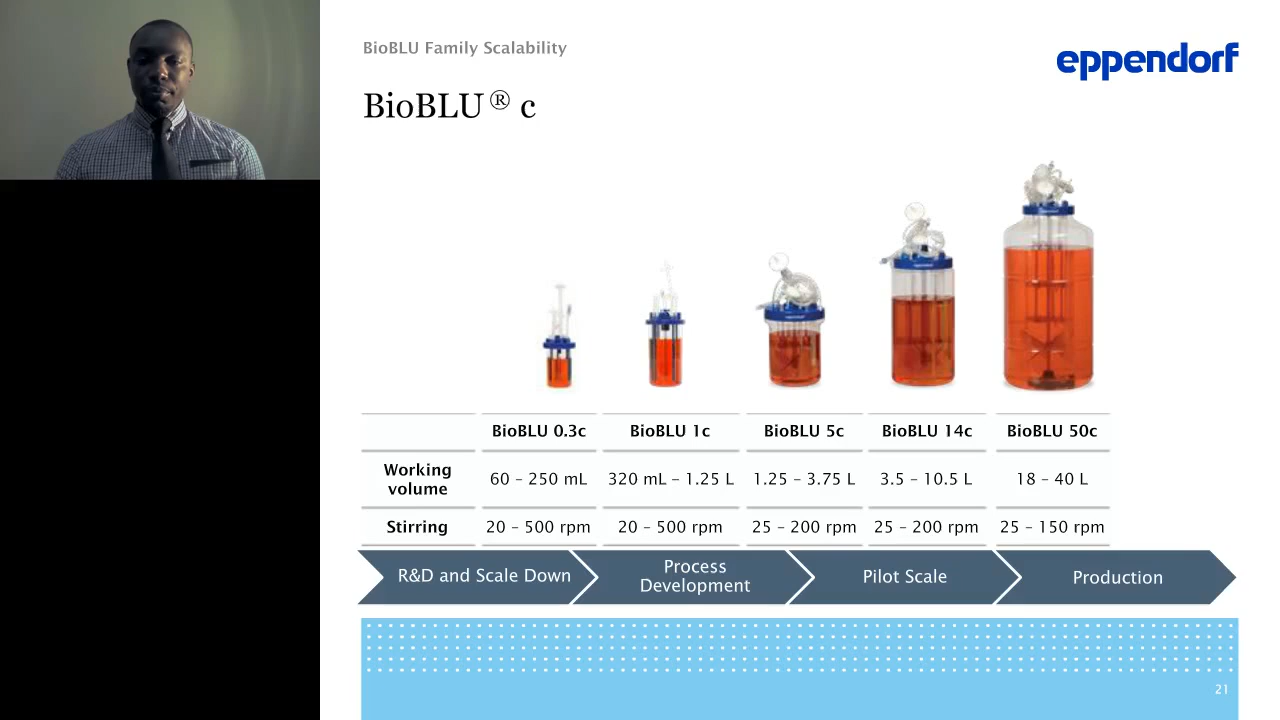 BioBLU Family Scalability
eppendorf
BioBLU® c
BioBLU 0.3c BioBLU 1c BioBLU 5c BioBLU 14c BioBLU 50c
Working volume 60 – 250 mL 320 mL – 1.25 L 1.25 – 3.75 L 3.5 – 10.5 L 18 – 40 L
Stirring 20 – 500 rpm 20 – 500 rpm 25 – 200 rpm 25 – 200 rpm 25 – 150 rpm
R&D and Scale Down
Process
Development
Pilot Scale
Production
21